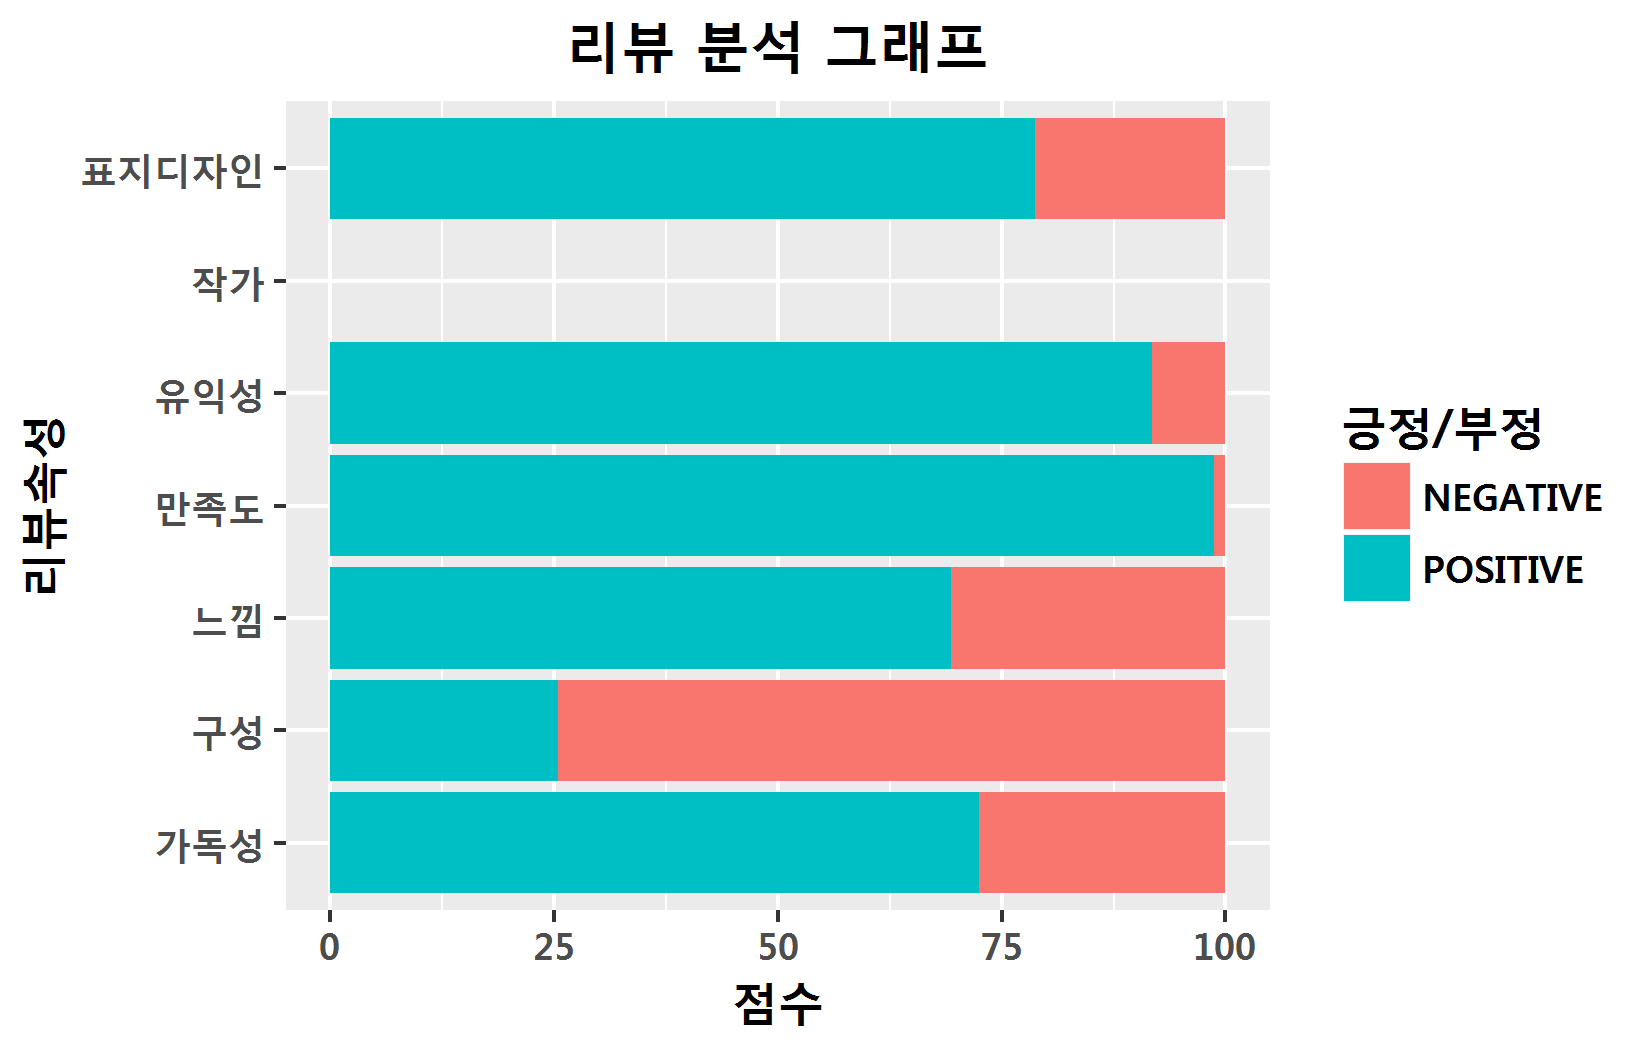 리뷰 분석 그래프
리뷰속성
표지디자인
작가
유익성
만족도
느낌
구성
가독성
0 25 50 75 100
점수
긍정/부정
NEGATIVE
POSITIVE